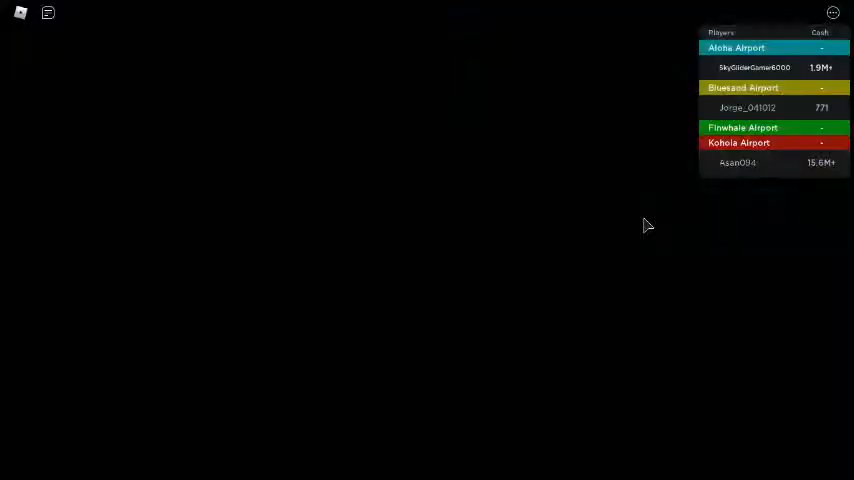 Players Cash
Aloha Airport -
SkyGliderGamer6000 1.9M+
Bluesand Airport -
Jorge_041012 771
Finwhale Airport -
Kohola Airport -
Asan094 15.6M+